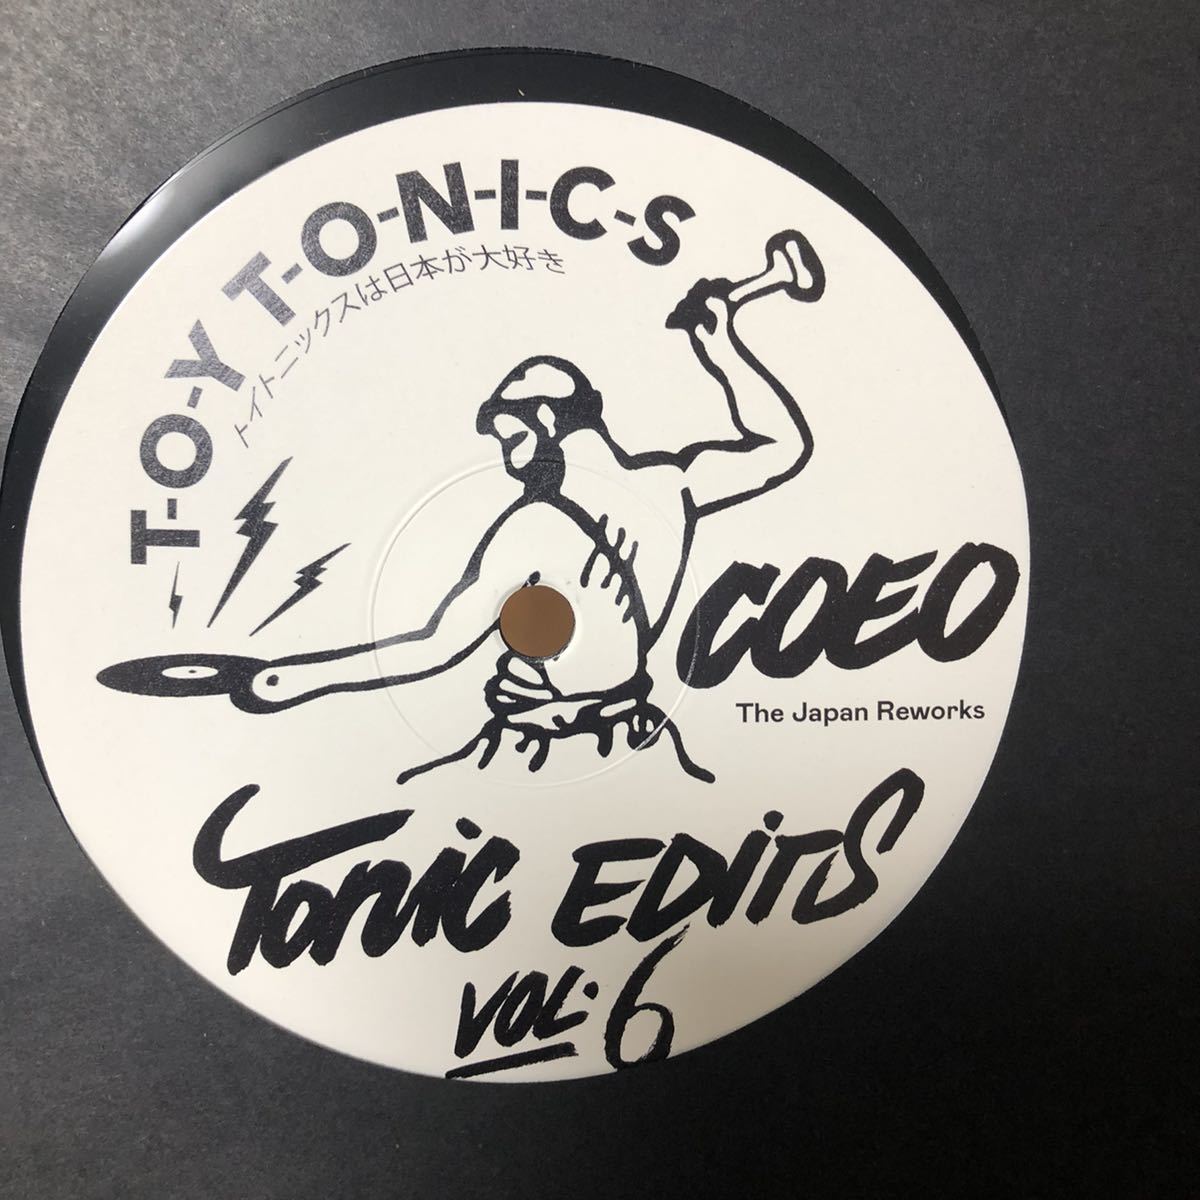 T-O-Y T-O-N-I-C-S
トイトニックスは日本が大好き
COEO
The Japan Reworks
Tonic EDiTS
VOL. 6